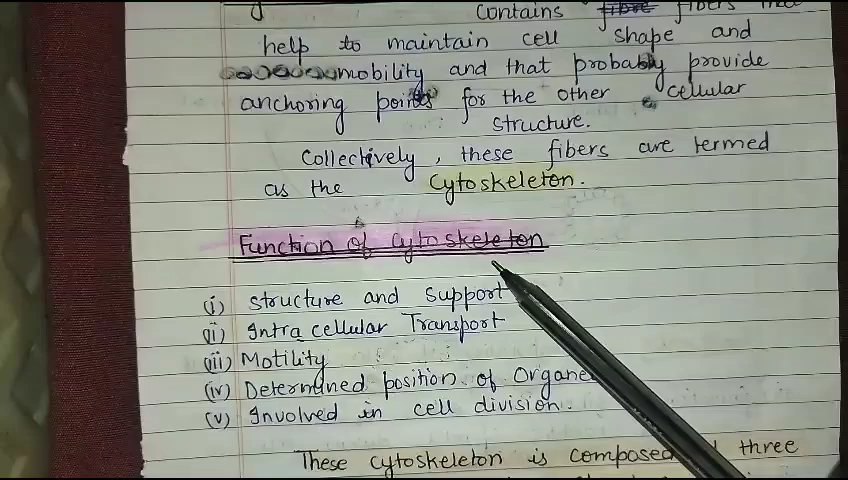 Contains fibers that
help to maintain cell shape and
mobility and that probably provide
anchoring points for the other cellular
structure.
Collectively, these fibers are termed
as the cytoskeleton.
Function of cytoskeleton
(i) structure and support
(ii) Intra cellular Transport
(iii) Motility
(iv) Determined position of Organe
(v) Involved in cell division.
These cytoskeleton is composed three